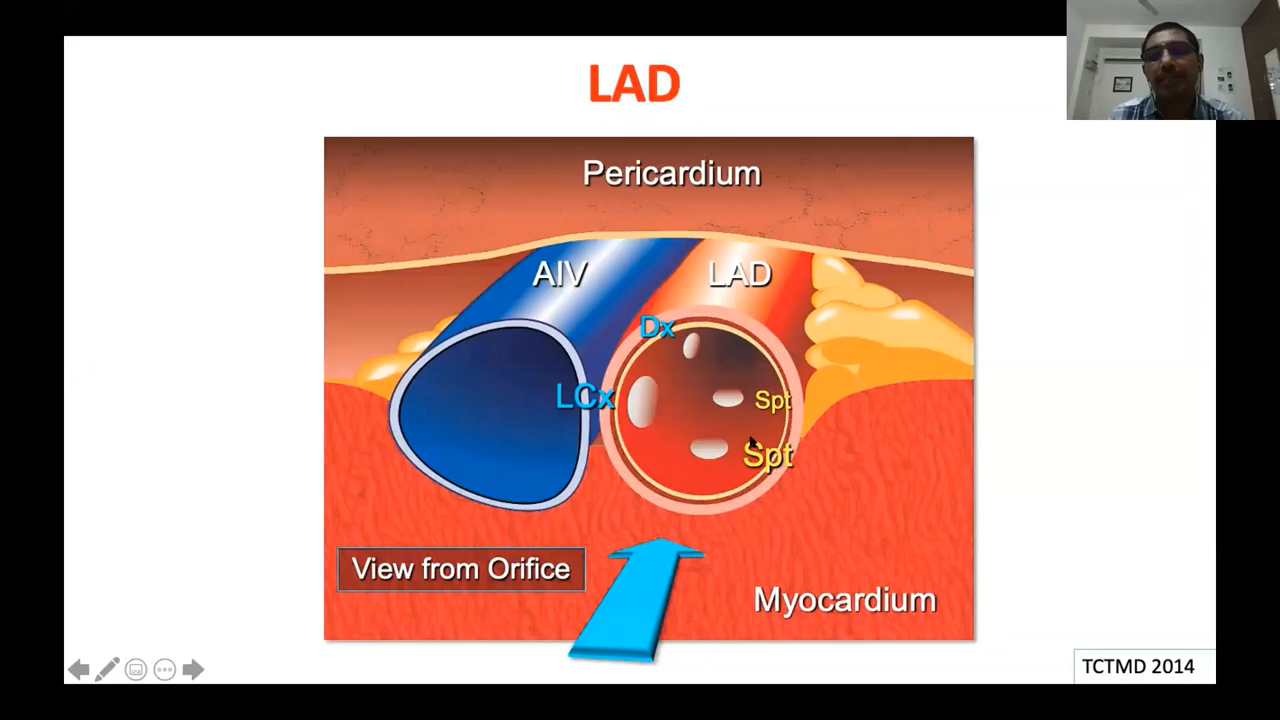 LAD
Pericardium
AIV
LAD
Dx
LCx
Spt
Spt
View from Orifice
Myocardium
TCTMD 2014